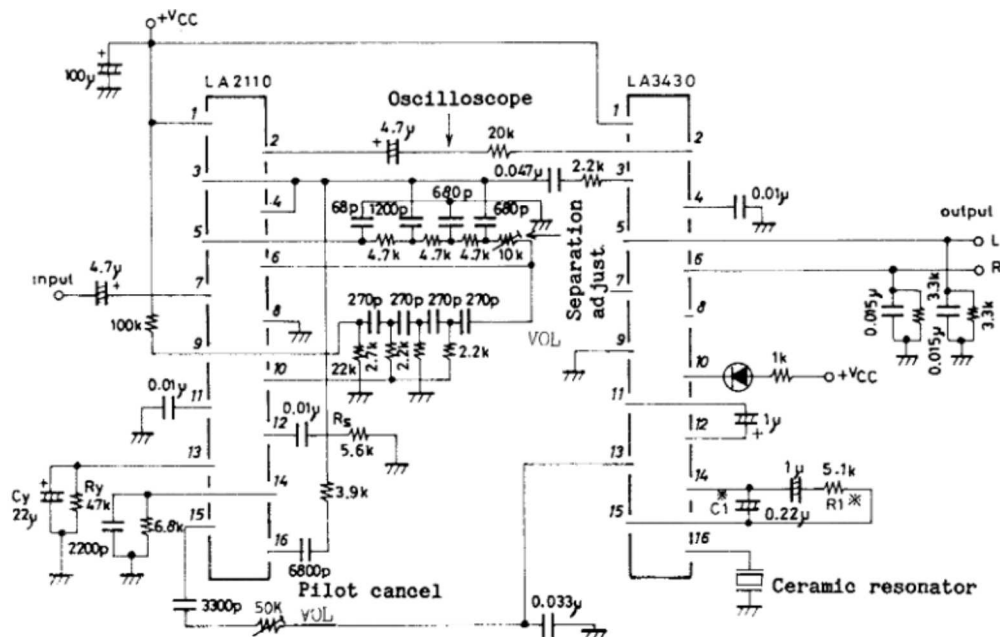 +VCC
100μ
LA2110
LA3430
Oscilloscope
1
2
3
4
5
6
7
8
9
10
11
12
13
14
15
16
1
2
3
4
5
6
7
8
9
10
11
12
13
14
15
16
4.7μ
+
20k
0.047μ
2.2k
0.01μ
68p
1200p
680p
680p
4.7k
4.7k
4.7k
10k
Separation
adjust
VOL
output
L
R
Input
4.7μ
+
100k
270p
270p
270p
270p
22k
2.7k
2.2k
2.2k
0.015μ
3.3k
0.015μ
3.3k
1k
+VCC
0.01μ
0.01μ
Rs
5.6k
1μ
+
Cy
22μ
+
Ry
47k
2200p
6.8k
3.9k
6800p
1μ
5.1k
C1※
0.22μ
R1※
Pilot cancel
3300p
50K
VOL
0.033μ
Ceramic resonator